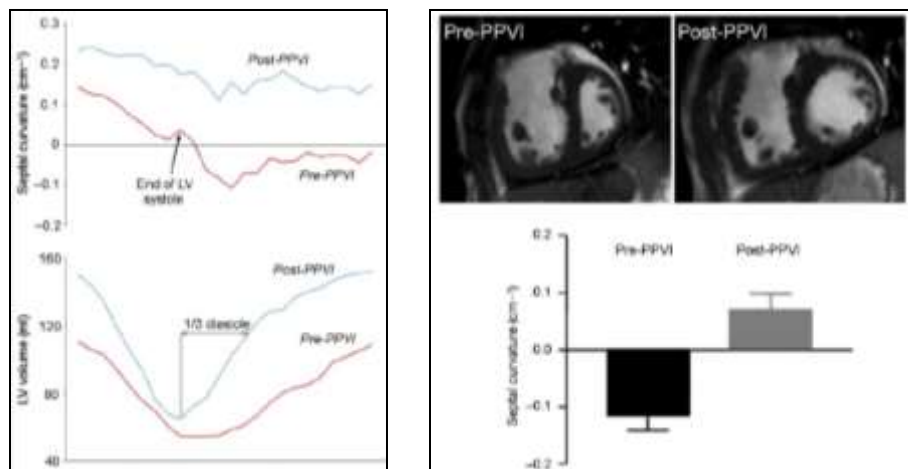 0.3
0.2
0.1
0
−0.1
−0.2
Septal curvature (cm⁻¹)
Post-PPVI
Pre-PPVI
End of LV
systole
160
120
80
40
LV volume (ml)
Post-PPVI
1/3 diastole
Pre-PPVI
Pre-PPVI
Post-PPVI
0.2
0.1
0.0
−0.1
−0.2
Septal curvature (cm⁻¹)
Pre-PPVI
Post-PPVI